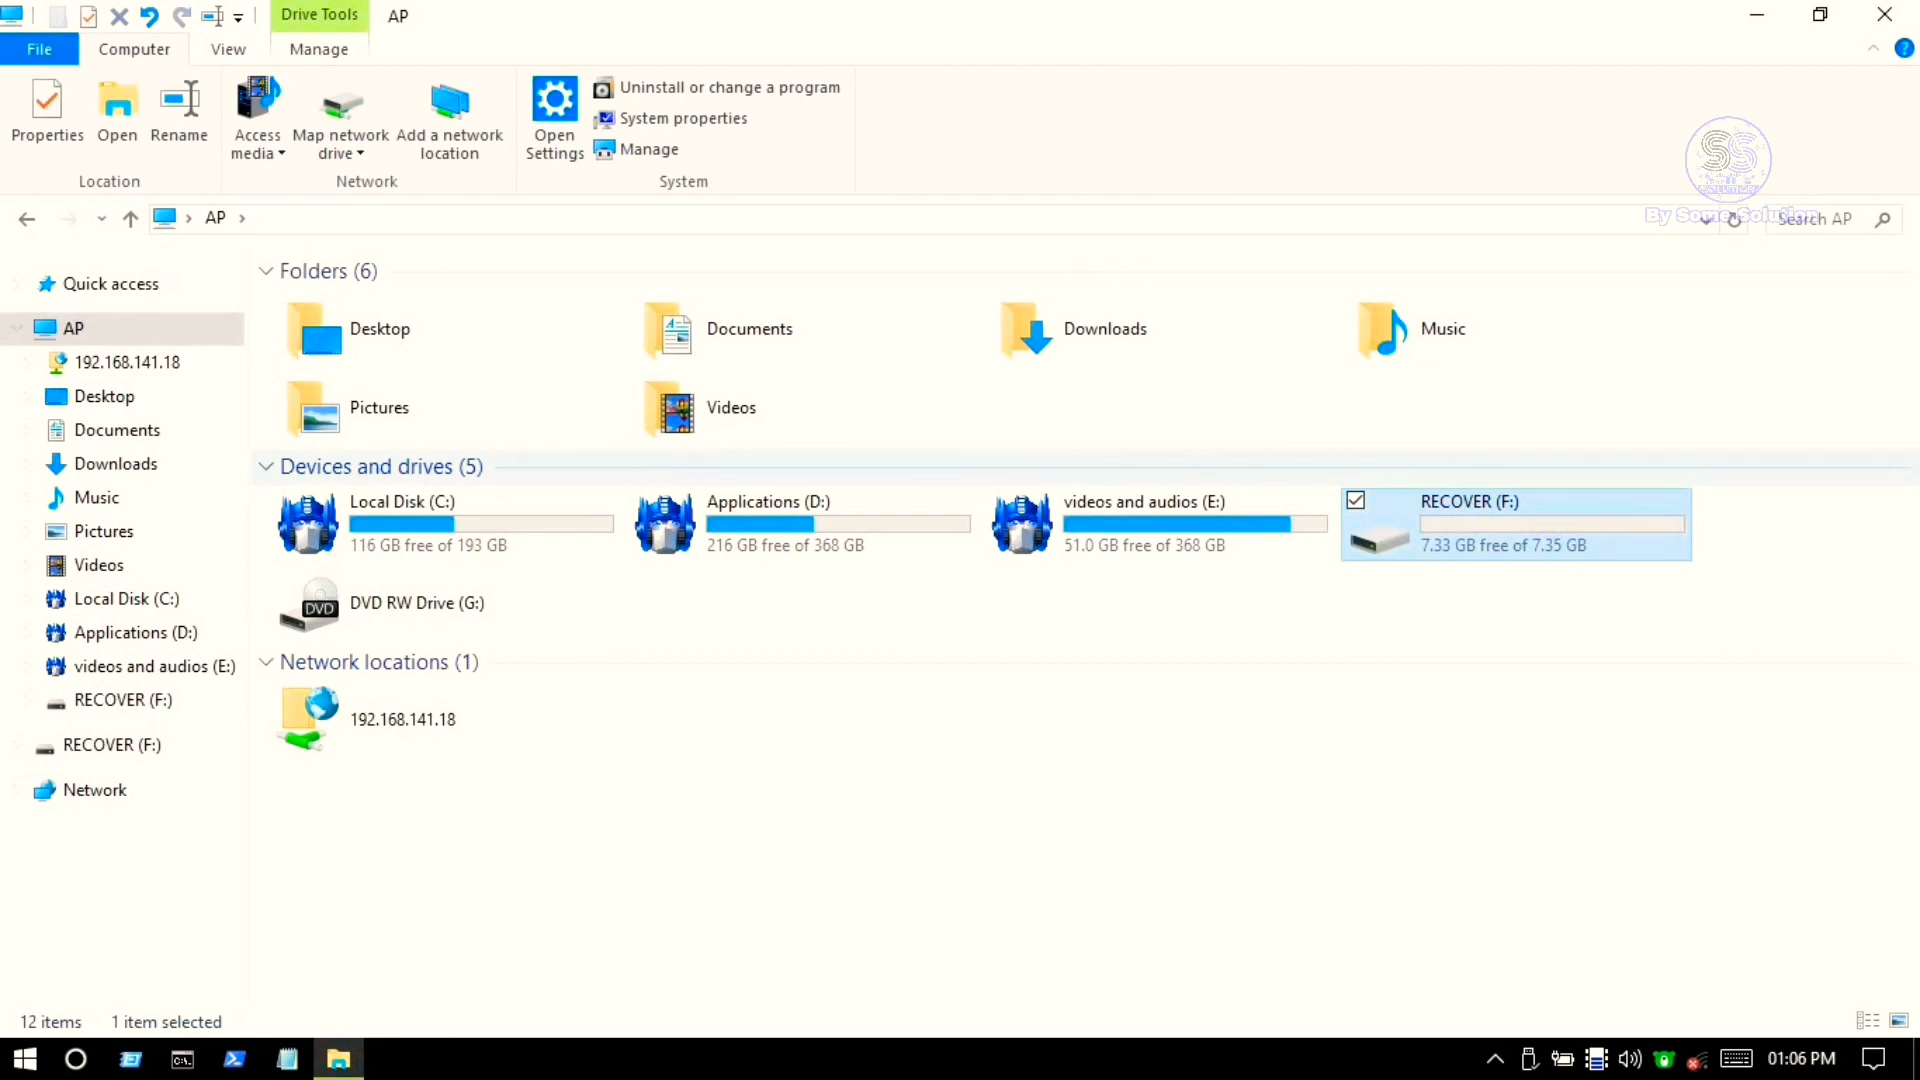 Drive Tools
AP
File
Computer
View
Manage
Properties
Open
Rename
Access
media
Map network
drive
Add a network
location
Open
Settings
Uninstall or change a program
System properties
Manage
Location
Network
System
SS
SOLUTION
By Some Solution
AP
Search AP
Quick access
AP
192.168.141.18
Desktop
Documents
Downloads
Music
Pictures
Videos
Local Disk (C:)
Applications (D:)
videos and audios (E:)
RECOVER (F:)
RECOVER (F:)
Network
Folders (6)
Desktop
Documents
Downloads
Music
Pictures
Videos
Devices and drives (5)
Local Disk (C:)
116 GB free of 193 GB
Applications (D:)
216 GB free of 368 GB
videos and audios (E:)
51.0 GB free of 368 GB
RECOVER (F:)
7.33 GB free of 7.35 GB
DVD
DVD RW Drive (G:)
Network locations (1)
192.168.141.18
12 items
1 item selected
01:06 PM